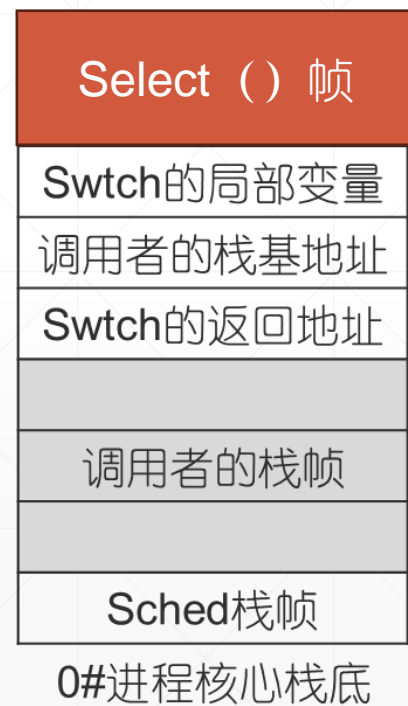 Select（）帧
Swtch的局部变量
调用者的栈基地址
Swtch的返回地址
调用者的栈帧
Sched栈帧
0#进程核心栈底